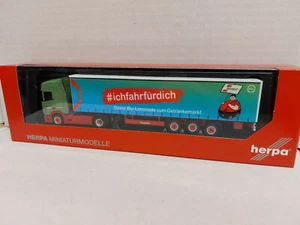 #ichfahrfürdich
Deine Bio-Limonade zum Getränkemarkt
HERPA MINIATURMODELLE
herpa